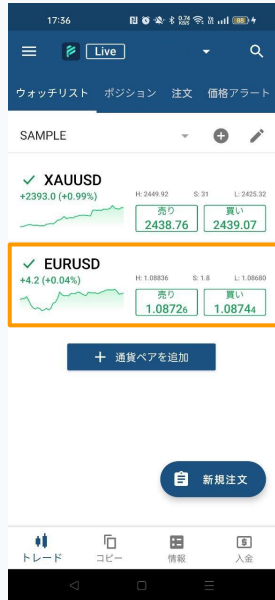 17:36
Live
ウォッチリスト ポジション 注文 価格アラート
SAMPLE
XAUUSD
+2393.0 (+0.99%) H: 2449.92 S: 31 L: 2425.32
売り 買い
2438.76 2439.07
EURUSD
+4.2 (+0.04%) H: 1.08836 S: 1.8 L: 1.08680
売り 買い
1.08726 1.08744
+ 通貨ペアを追加
新規注文
トレード コピー 情報 入金